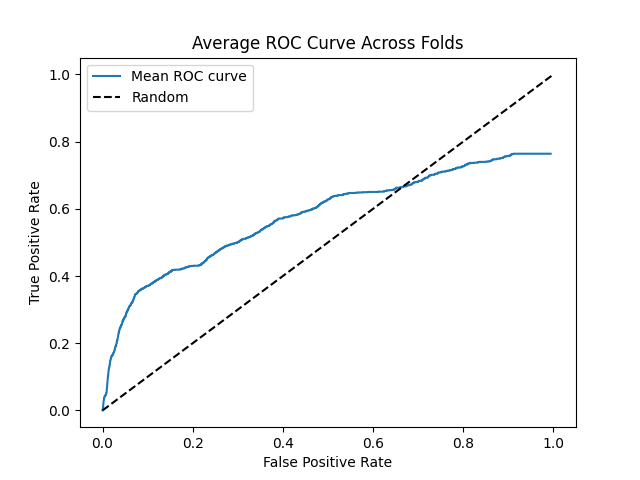 Average ROC Curve Across Folds
Mean ROC curve
Random
True Positive Rate
1.0
0.8
0.6
0.4
0.2
0.0
0.0 0.2 0.4 0.6 0.8 1.0
False Positive Rate